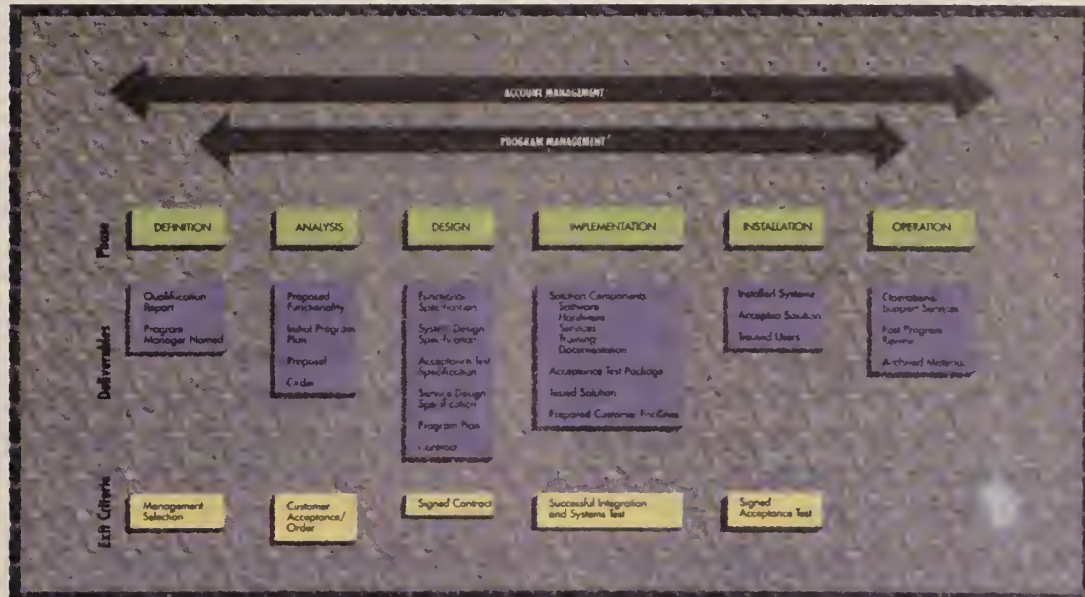 ACCOUNT MANAGEMENT
PROGRAM MANAGEMENT
Phase
DEFINITION
ANALYSIS
DESIGN
IMPLEMENTATION
INSTALLATION
OPERATION
Deliverables
Qualification
Report
Program
Manager Named
Proposed
Functionality
Initial Program
Plan
Proposal
Order
Functional
Specification
System Design
Specification
Acceptance Test
Specification
Service Design
Specification
Program Plan
Contract
Solution Components
Software
Hardware
Services
Training
Documentation
Acceptance Test Package
Tested Solution
Prepared Customer Facilities
Installed Systems
Accepted Solution
Trained Users
Operational
Support Services
Post Program
Review
Archived Material
Exit Criteria
Management
Selection
Customer
Acceptance/
Order
Signed Contract
Successful Integration
and Systems Test
Signed
Acceptance Test